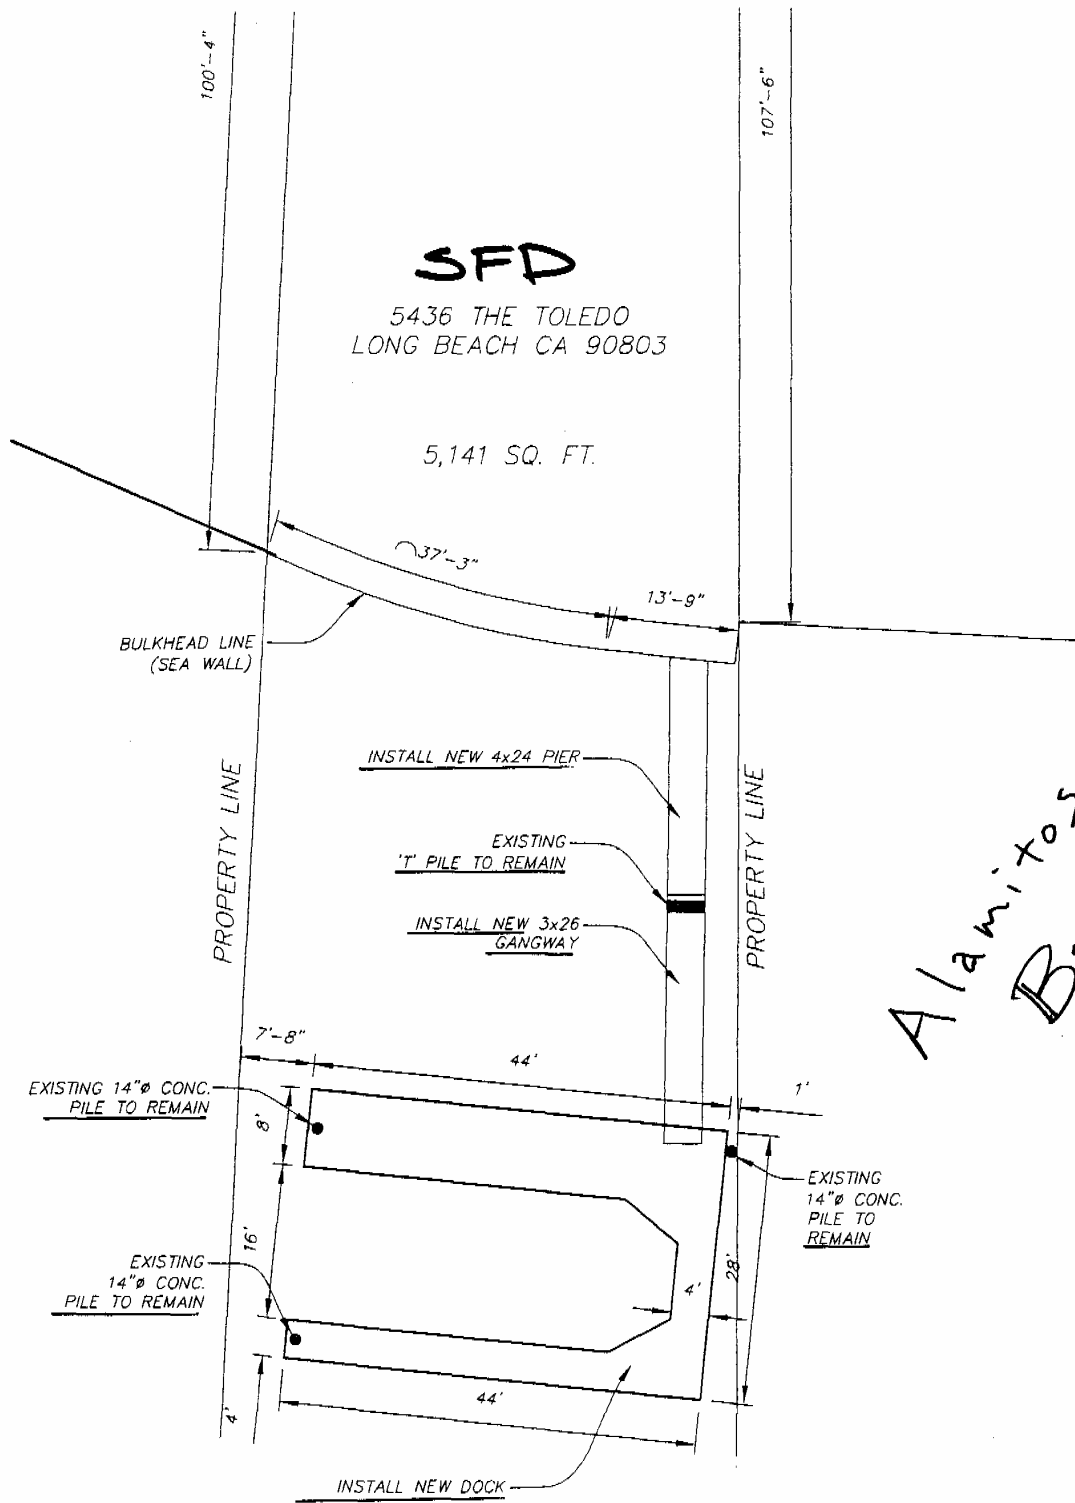 100'-4"
107'-6"
SFD
5436 THE TOLEDO
LONG BEACH CA 90803
5,141 SQ. FT.
37'-3"
13'-9"
BULKHEAD LINE
(SEA WALL)
INSTALL NEW 4x24 PIER
EXISTING
'T' PILE TO REMAIN
INSTALL NEW 3x26
GANGWAY
PROPERTY LINE
PROPERTY LINE
Alamitos
7'-8"
44'
1'
EXISTING 14"ø CONC.
PILE TO REMAIN
8'
EXISTING
14"ø CONC.
PILE TO
REMAIN
16'
EXISTING
14"ø CONC.
PILE TO REMAIN
4'
28'
44'
4'
INSTALL NEW DOCK